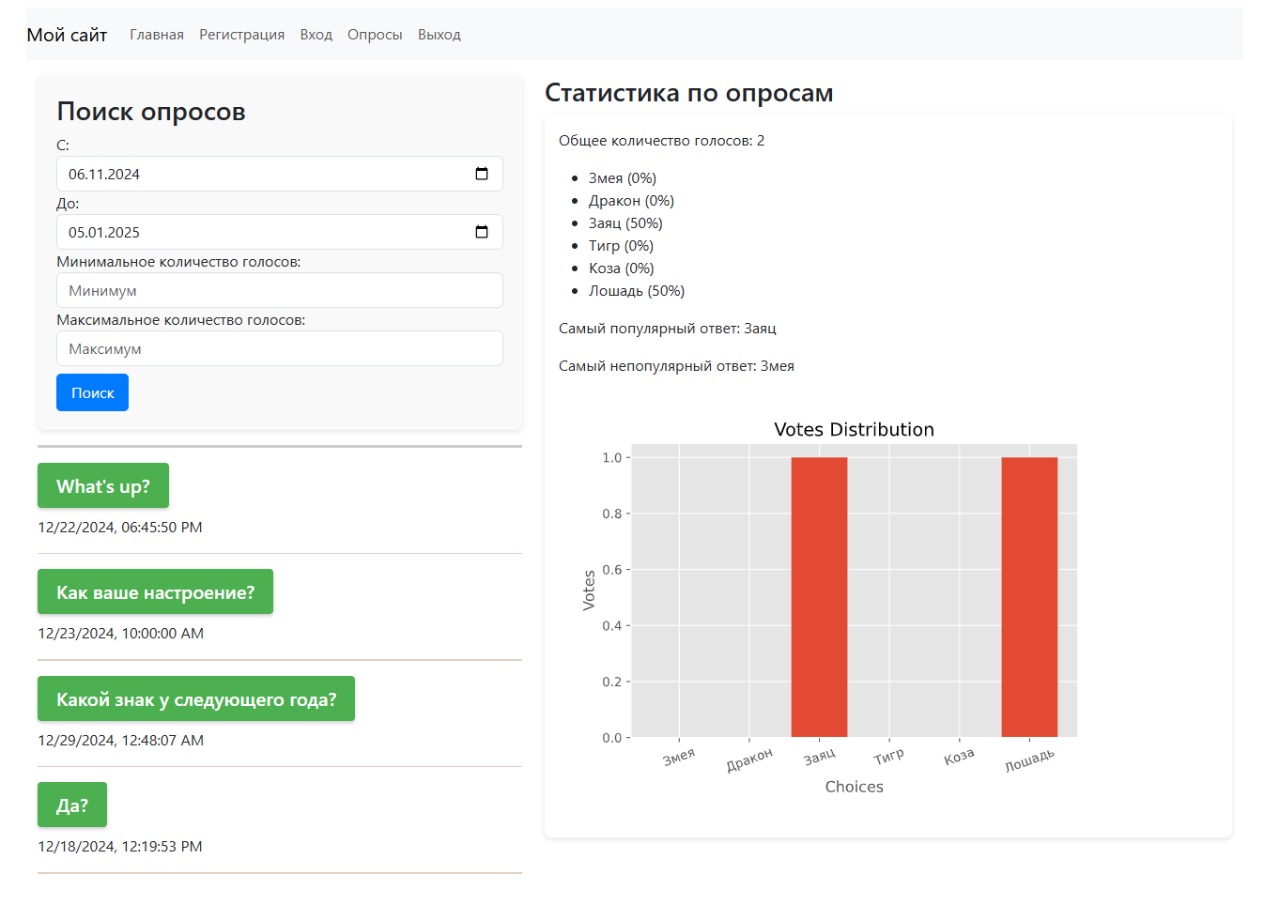 Мой сайт Главная Регистрация Вход Опросы Выход
Поиск опросов
С:
06.11.2024
До:
05.01.2025
Минимальное количество голосов:
Минимум
Максимальное количество голосов:
Максимум
Поиск
What's up?
12/22/2024, 06:45:50 PM
Как ваше настроение?
12/23/2024, 10:00:00 AM
Какой знак у следующего года?
12/29/2024, 12:48:07 AM
Да?
12/18/2024, 12:19:53 PM
Статистика по опросам
Общее количество голосов: 2
Змея (0%)
Дракон (0%)
Заяц (50%)
Тигр (0%)
Коза (0%)
Лошадь (50%)
Самый популярный ответ: Заяц
Самый непопулярный ответ: Змея
Votes Distribution
1.0
0.8
0.6
0.4
0.2
0.0
Votes
Змея Дракон Заяц Тигр Коза Лошадь
Choices